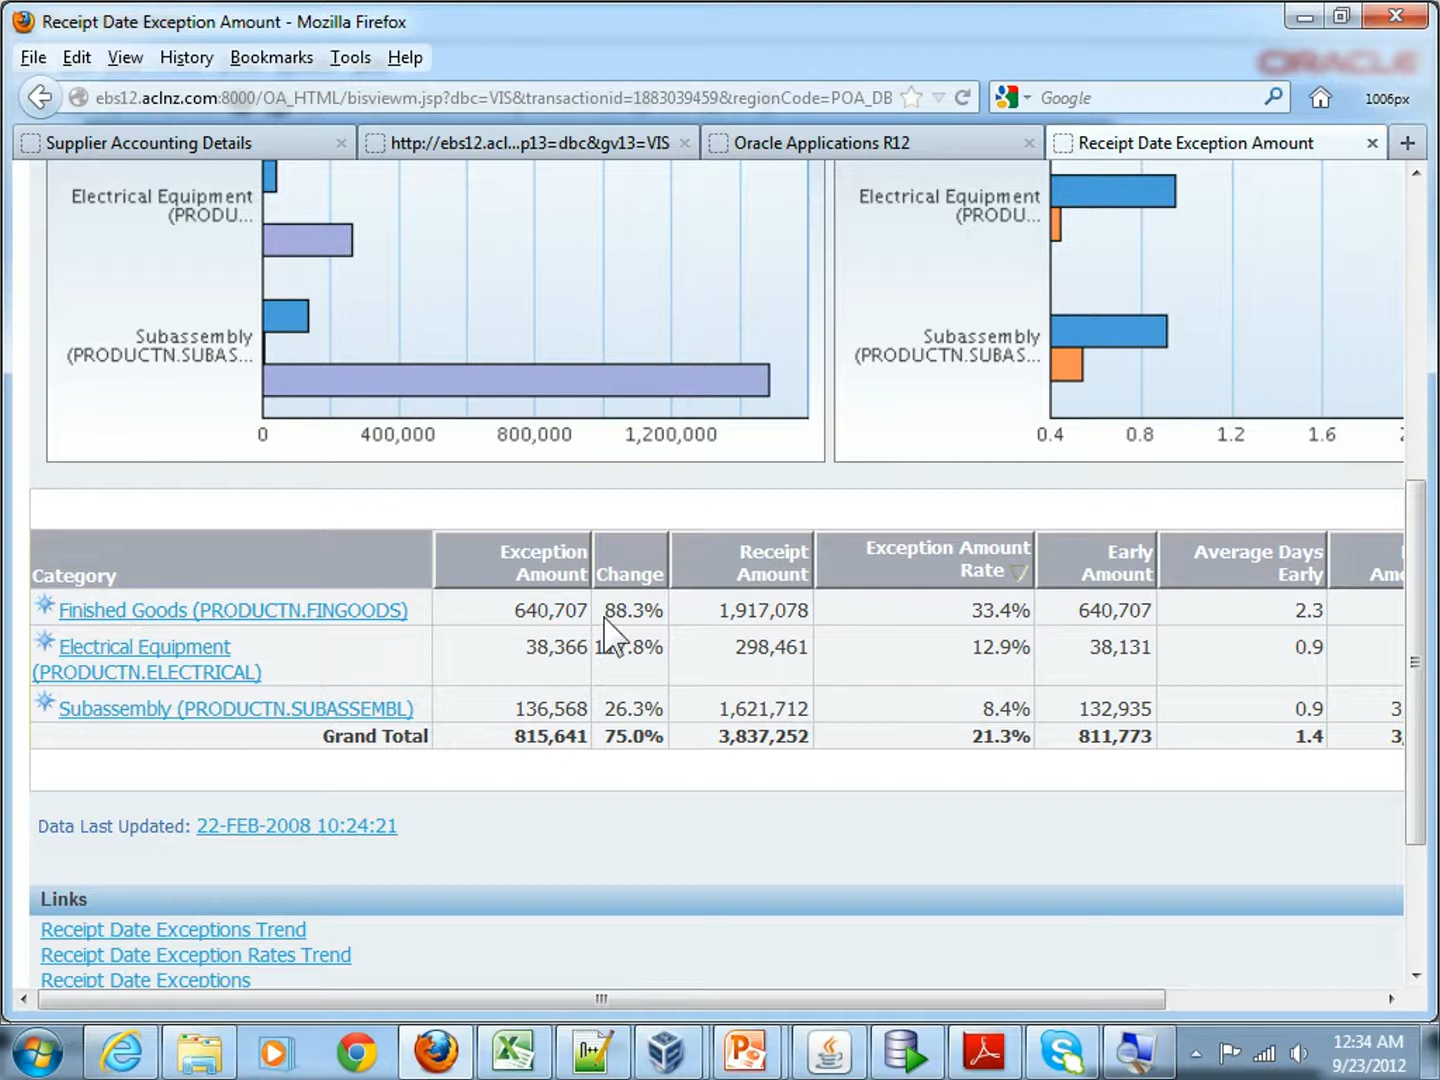 Receipt Date Exception Amount - Mozilla Firefox
File Edit View History Bookmarks Tools Help
ORACLE
ebs12.aclnz.com:8000/OA_HTML/bisviewm.jsp?dbc=VIS&transactionid=1883039459&regionCode=POA_DB
Google
1006px
Supplier Accounting Details
http://ebs12.acl...p13=dbc&gv13=VIS
Oracle Applications R12
Receipt Date Exception Amount
Electrical Equipment
(PRODU...
Subassembly
(PRODUCTN.SUBAS...
0 400,000 800,000 1,200,000
Electrical Equipment
(PRODU...
Subassembly
(PRODUCTN.SUBAS...
0.4 0.8 1.2 1.6
Category Exception Amount Change Receipt Amount Exception Amount Rate Early Amount Average Days Early
Finished Goods (PRODUCTN.FINGOODS) 640,707 88.3% 1,917,078 33.4% 640,707 2.3
Electrical Equipment 38,366 .8% 298,461 12.9% 38,131 0.9
(PRODUCTN.ELECTRICAL)
Subassembly (PRODUCTN.SUBASSEMBL) 136,568 26.3% 1,621,712 8.4% 132,935 0.9 3
Grand Total 815,641 75.0% 3,837,252 21.3% 811,773 1.4 3,
Data Last Updated: 22-FEB-2008 10:24:21
Links
Receipt Date Exceptions Trend
Receipt Date Exception Rates Trend
Receipt Date Exceptions
12:34 AM
9/23/2012